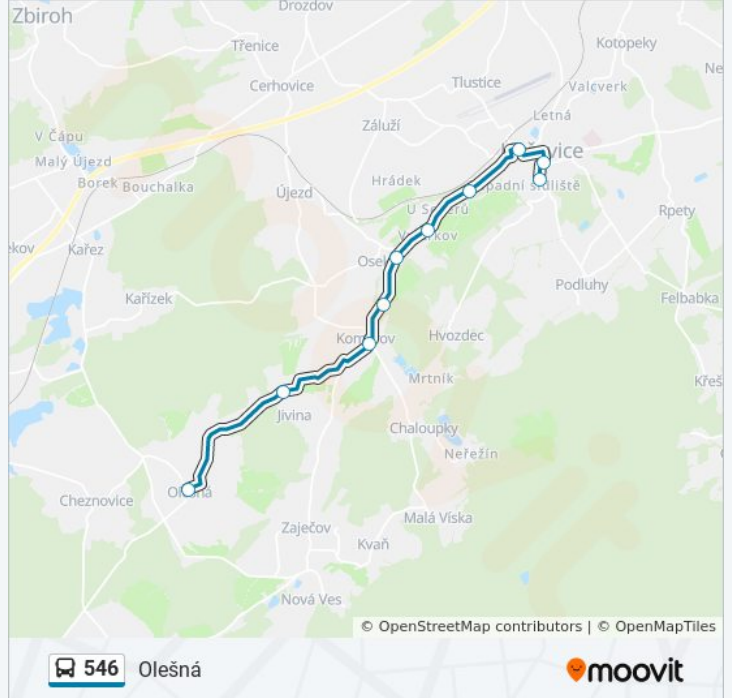 Drozdov
Zbiroh
Třenice
Kotopeky
Cerhovice
Tlustice
Valcverk
Letná
Záluží
V Čápu
Malý Újezd
Borek
Bouchalka
Hrádek
Újezd
Rpety
Kařez
Podluhy
Kařízek
Felbabka
Hvozdec
Mrtník
Jivina
Chaloupky
Neřežín
Cheznovice
Malá Víska
Zaječov
Kvaň
Nová Ves
© OpenStreetMap contributors | © OpenMapTiles
546 Olešná
moovit